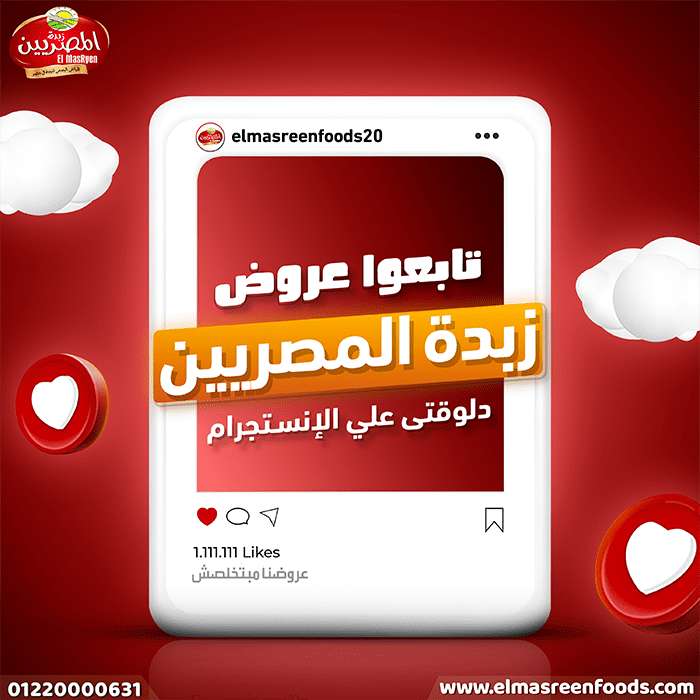 زبدة
المصريين
El MasRyen
elmasreenfoods20
تابعوا عروض
زبدة المصريين
دلوقتى علي الإنستجرام
1.111.111 Likes
عروضنا مبتخلصش
01220000631
www.elmasreenfoods.com